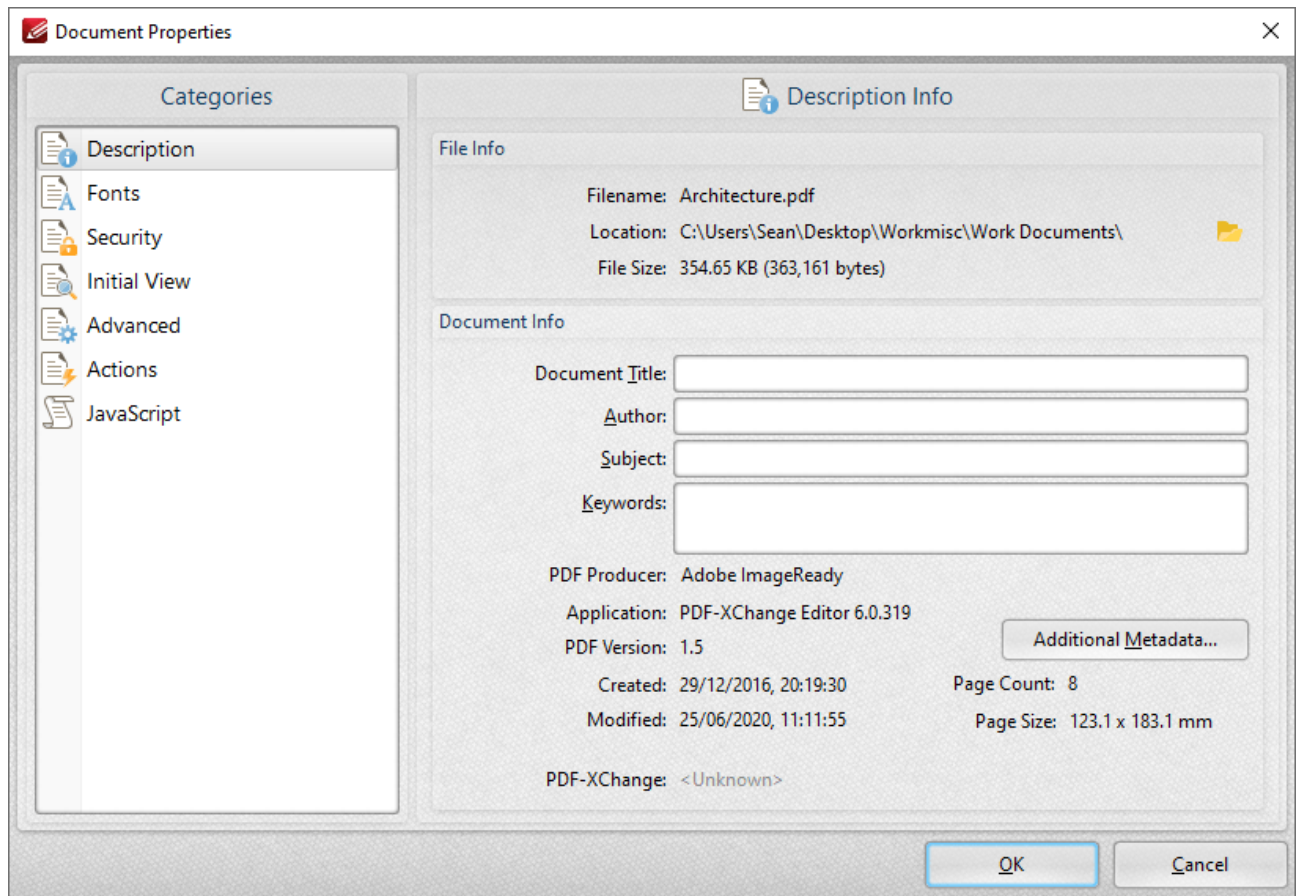 Document Properties
Categories
Description
Fonts
Security
Initial View
Advanced
Actions
JavaScript
Description Info
File Info
Filename: Architecture.pdf
Location: C:\Users\Sean\Desktop\Workmisc\Work Documents\
File Size: 354.65 KB (363,161 bytes)
Document Info
Document Title:
Author:
Subject:
Keywords:
PDF Producer: Adobe ImageReady
Application: PDF-XChange Editor 6.0.319
Additional Metadata...
PDF Version: 1.5
Created: 29/12/2016, 20:19:30 Page Count: 8
Modified: 25/06/2020, 11:11:55 Page Size: 123.1 x 183.1 mm
PDF-XChange: <Unknown>
OK Cancel